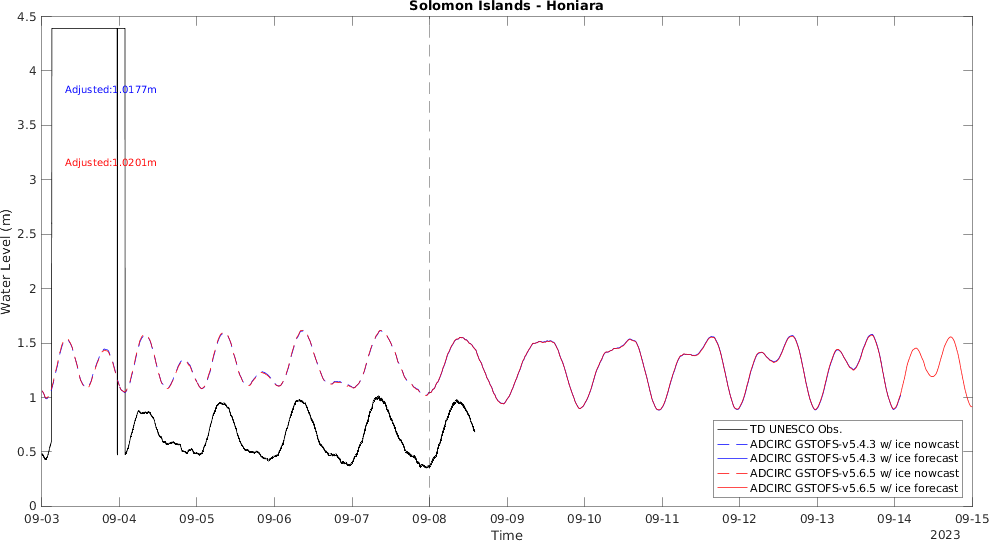 Solomon Islands - Honiara
4.5
4
3.5
3
2.5
2
1.5
1
0.5
0
Water Level (m)
Adjusted:1.0177m
Adjusted:1.0201m
TD UNESCO Obs.
ADCIRC GSTOFS-v5.4.3 w/ ice nowcast
ADCIRC GSTOFS-v5.4.3 w/ ice forecast
ADCIRC GSTOFS-v5.6.5 w/ ice nowcast
ADCIRC GSTOFS-v5.6.5 w/ ice forecast
09-03 09-04 09-05 09-06 09-07 09-08 09-09 09-10 09-11 09-12 09-13 09-14 09-15
Time
2023